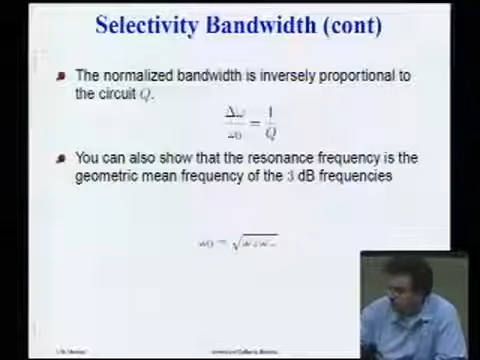 Selectivity Bandwidth (cont)
The normalized bandwidth is inversely proportional to
the circuit Q.
Δω/ω0 = 1/Q
You can also show that the resonance frequency is the
geometric mean frequency of the 3 dB frequencies
ω0 = √